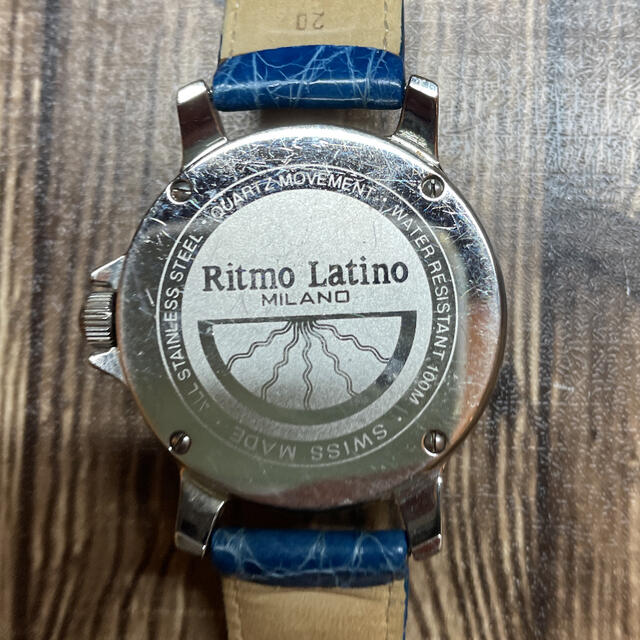 20
Ritmo Latino
MILANO
ALL STAINLESS STEEL · QUARTZ MOVEMENT · WATER RESISTANT 100M · SWISS MADE ·